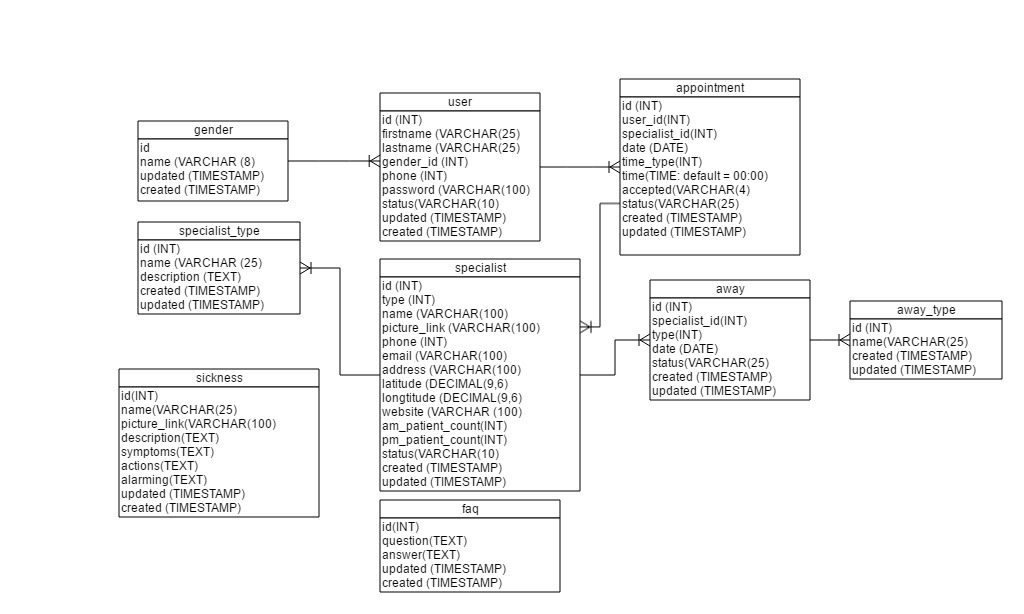 gender
id
name (VARCHAR (8)
updated (TIMESTAMP)
created (TIMESTAMP)
user
id (INT)
firstname (VARCHAR(25)
lastname (VARCHAR(25)
gender_id (INT)
phone (INT)
password (VARCHAR(100)
status(VARCHAR(10)
updated (TIMESTAMP)
created (TIMESTAMP)
appointment
id (INT)
user_id(INT)
specialist_id(INT)
date (DATE)
time_type(INT)
time(TIME: default = 00:00)
accepted(VARCHAR(4)
status(VARCHAR(25)
created (TIMESTAMP)
updated (TIMESTAMP)
specialist_type
id (INT)
name (VARCHAR (25)
description (TEXT)
created (TIMESTAMP)
updated (TIMESTAMP)
specialist
id (INT)
type (INT)
name (VARCHAR(100)
picture_link (VARCHAR(100)
phone (INT)
email (VARCHAR(100)
address (VARCHAR(100)
latitude (DECIMAL(9,6)
longtitude (DECIMAL(9,6)
website (VARCHAR (100)
am_patient_count(INT)
pm_patient_count(INT)
status(VARCHAR(10)
created (TIMESTAMP)
updated (TIMESTAMP)
away
id (INT)
specialist_id(INT)
type(INT)
date (DATE)
status(VARCHAR(25)
created (TIMESTAMP)
updated (TIMESTAMP)
away_type
id (INT)
name(VARCHAR(25)
created (TIMESTAMP)
updated (TIMESTAMP)
sickness
id(INT)
name(VARCHAR(25)
picture_link(VARCHAR(100)
description(TEXT)
symptoms(TEXT)
actions(TEXT)
alarming(TEXT)
updated (TIMESTAMP)
created (TIMESTAMP)
faq
id(INT)
question(TEXT)
answer(TEXT)
updated (TIMESTAMP)
created (TIMESTAMP)